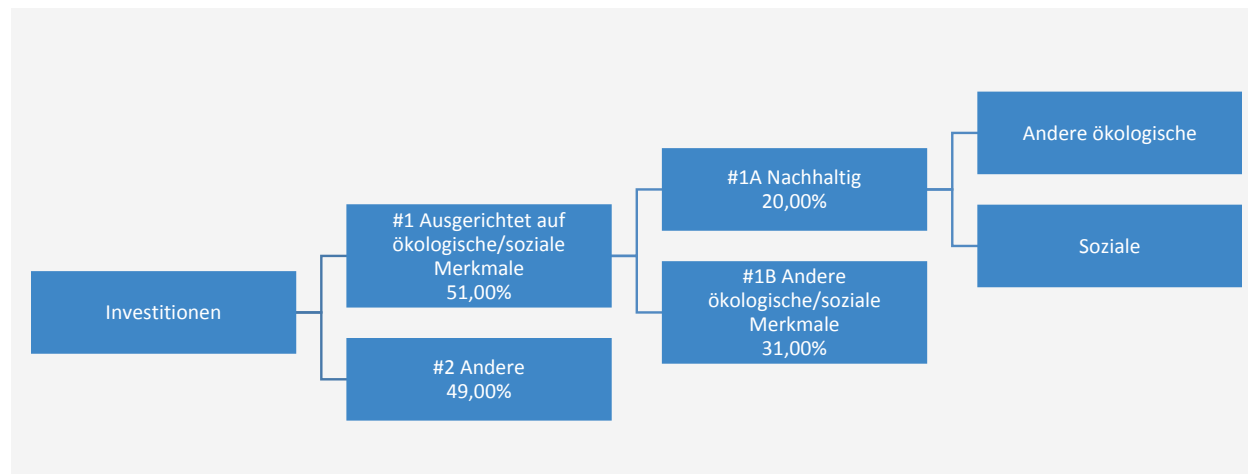 Investitionen
#1 Ausgerichtet auf
ökologische/soziale
Merkmale
51,00%
#2 Andere
49,00%
#1A Nachhaltig
20,00%
#1B Andere
ökologische/soziale
Merkmale
31,00%
Andere ökologische
Soziale